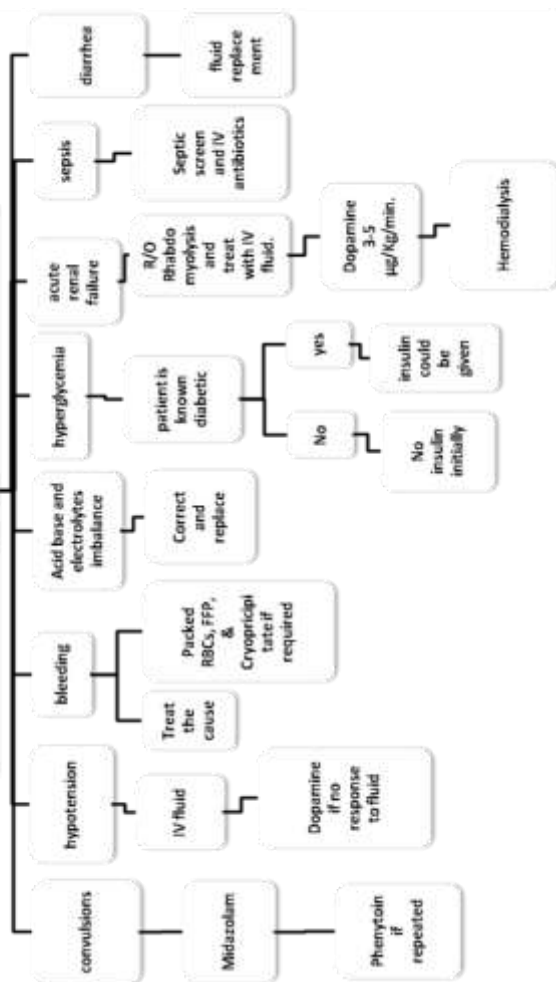 convulsions
Midazolam
Phenytoin
if
repeated
hypotension
IV fluid
Dopamine
if no
response
to fluid
bleeding
Treat
the
cause
Packed
RBCs, FFP,
&
Cryopricipi
tate if
required
Acid base and
electrolytes
imbalance
Correct
and
replace
hyperglycemia
patient is
known
diabetic
No
No
insulin
initially
yes
insulin
could
be
given
acute
renal
failure
R/O
Rhabdo
myolysis
and
treat
with IV
fluid.
Dopamine
3-5
µg/Kg/min.
Hemodialysis
sepsis
Septic
screen
and IV
antibiotics
diarrhea
fluid
replace
ment